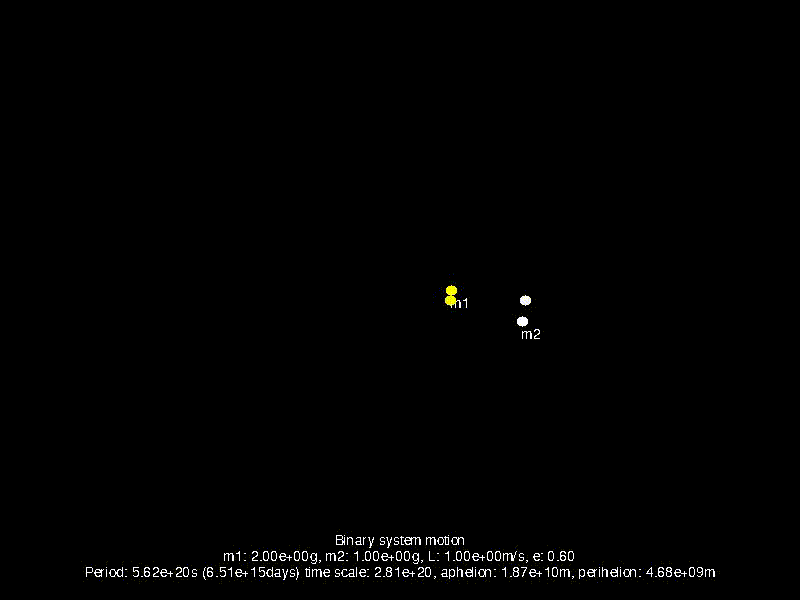 m1
m2
Binary system motion
m1: 2.00e+00g, m2: 1.00e+00g, L: 1.00e+00m/s, e: 0.60
Period: 5.62e+20s (6.51e+15days) time scale: 2.81e+20, aphelion: 1.87e+10m, perihelion: 4.68e+09m